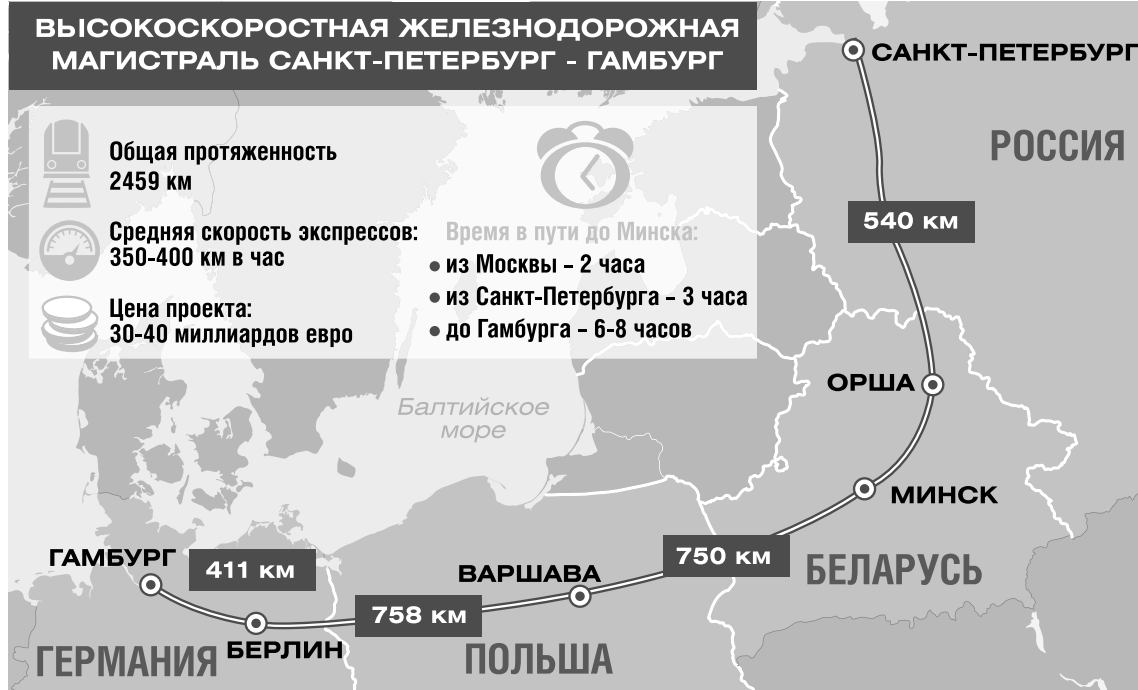 ВЫСОКОСКОРОСТНАЯ ЖЕЛЕЗНОДОРОЖНАЯ
МАГИСТРАЛЬ САНКТ-ПЕТЕРБУРГ - ГАМБУРГ
Общая протяженность
2459 км
Средняя скорость экспрессов:
350-400 км в час
Цена проекта:
30-40 миллиардов евро
Время в пути до Минска:
• из Москвы – 2 часа
• из Санкт-Петербурга – 3 часа
• до Гамбурга – 6-8 часов
САНКТ-ПЕТЕРБУРГ
РОССИЯ
540 км
ОРША
Балтийское
море
МИНСК
750 км
БЕЛАРУСЬ
ГАМБУРГ
411 км
ВАРШАВА
758 км
БЕРЛИН
ГЕРМАНИЯ
ПОЛЬША